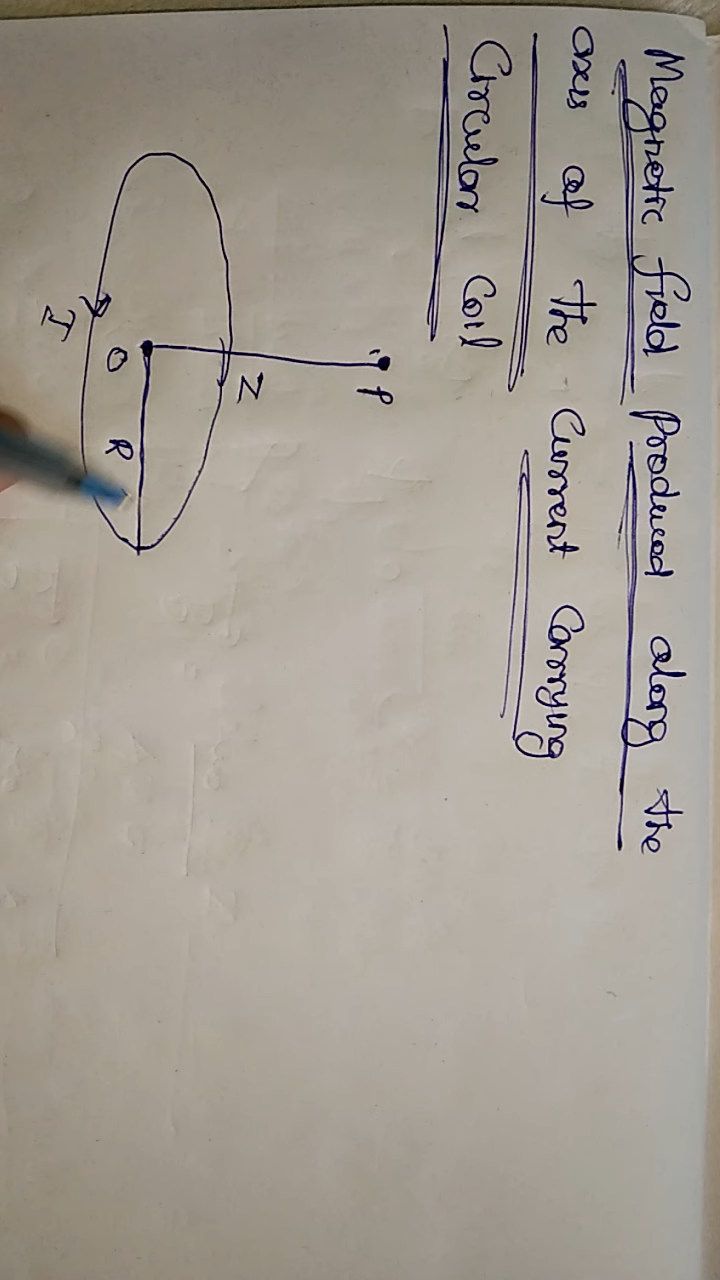 Magnetic field Produced along the
axis of the Current Carrying
Circular Coil
P
Z
O
R
I